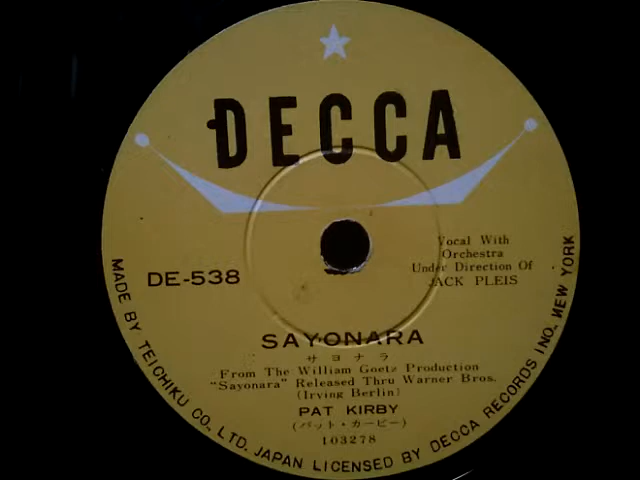 DECCA
Vocal With
Orchestra
Under Direction Of
JACK PLEIS
DE-538
SAYONARA
サヨナラ
From The William Goetz Production
"Sayonara" Released Thru Warner Bros.
(Irving Berlin)
PAT KIRBY
(パット・カービー)
103278
MADE BY TEICHIKU CO., LTD. JAPAN LICENSED BY DECCA RECORDS INC., NEW YORK